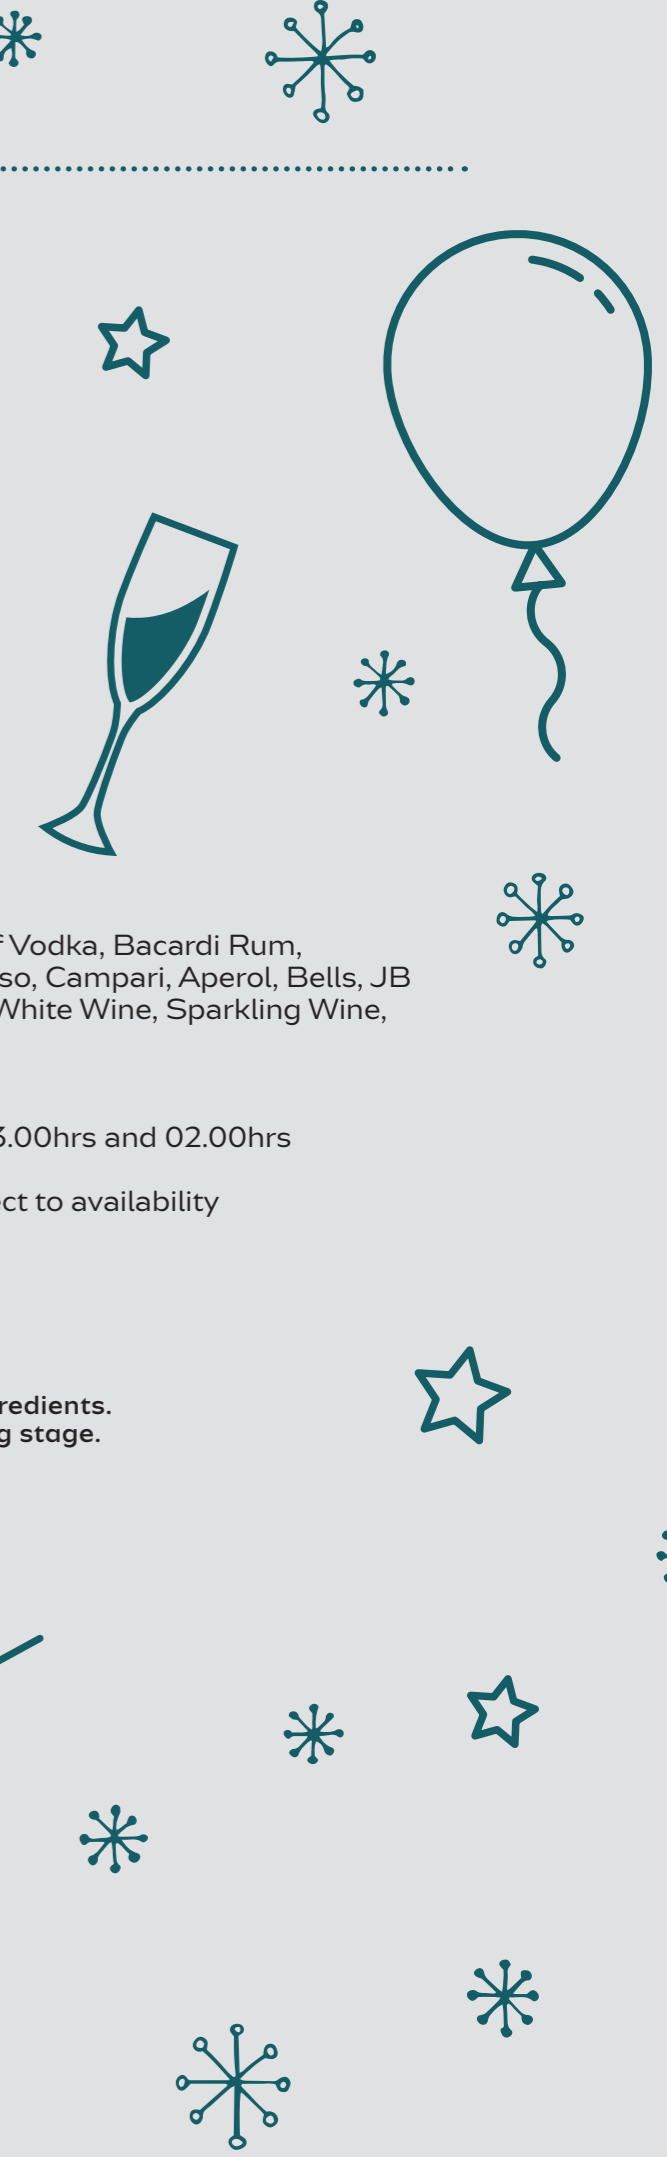 Vodka, Bacardi Rum,
so, Campari, Aperol, Bells, JB
White Wine, Sparkling Wine,
3.00hrs and 02.00hrs
ct to availability
redients.
g stage.